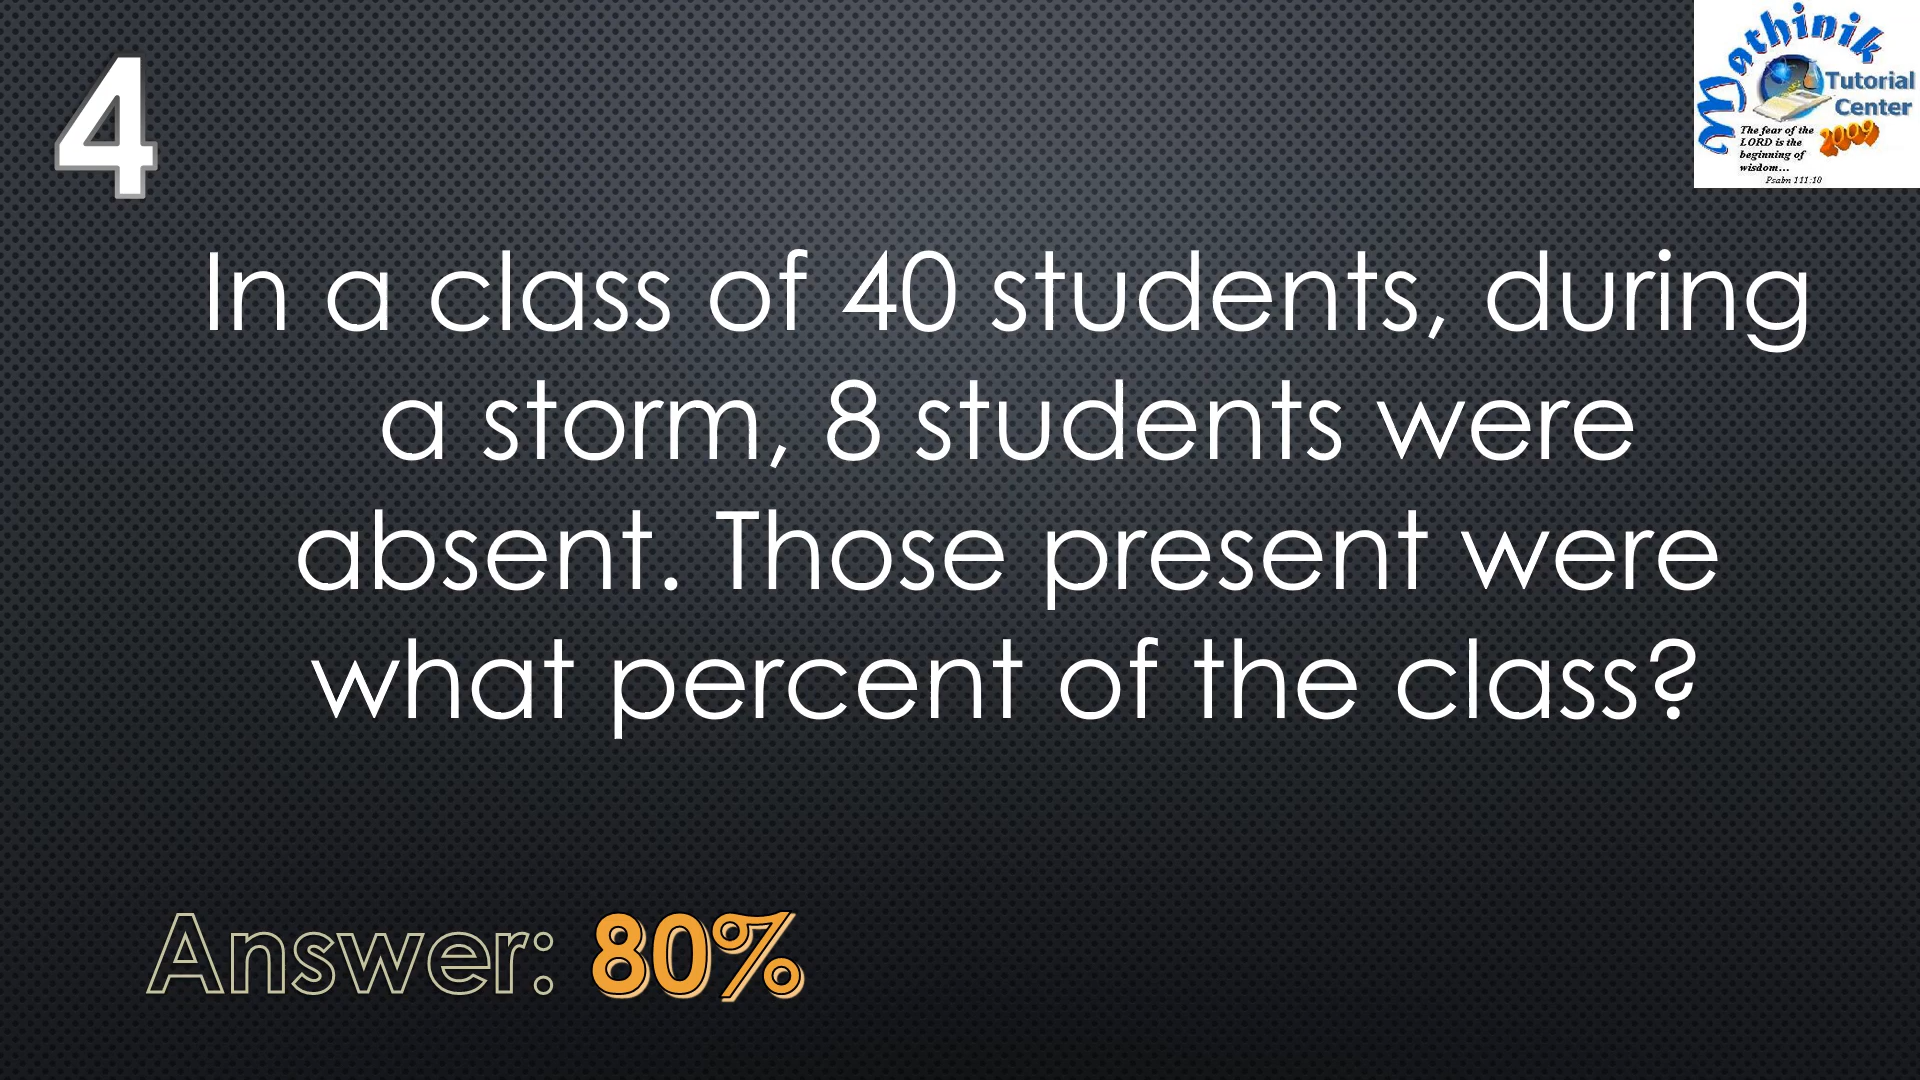 4
Mathinik
Tutorial
Center
2009
The fear of the
LORD is the
beginning of
wisdom...
Psalm 111:10
In a class of 40 students, during
a storm, 8 students were
absent. Those present were
what percent of the class?
Answer: 80%